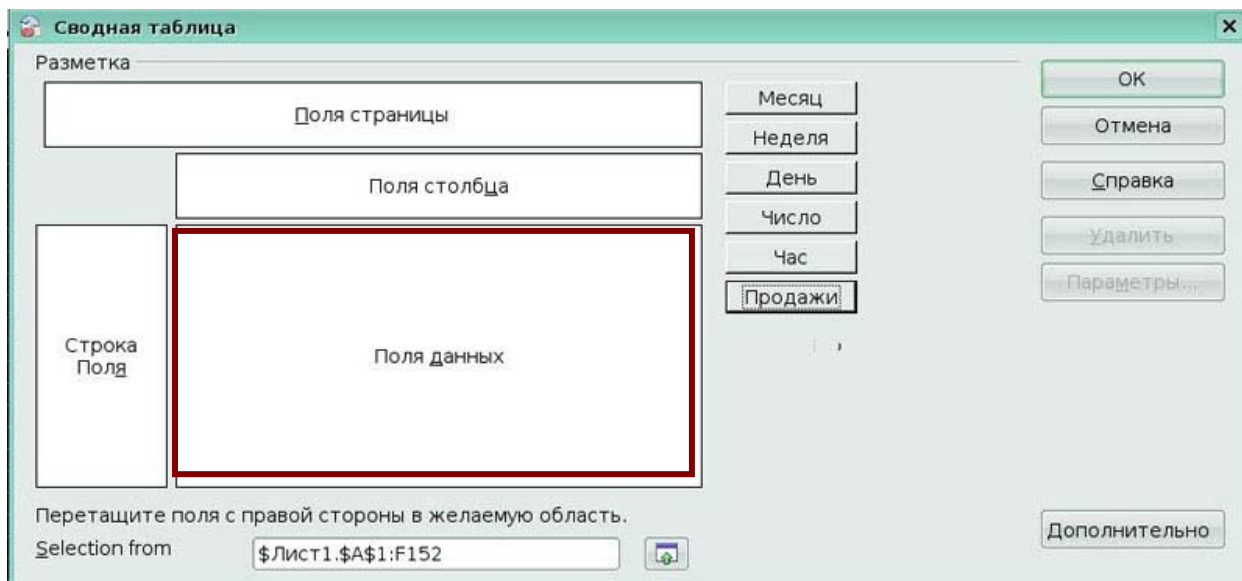 Сводная таблица
Разметка
Поля страницы
Поля столбца
Строка
Поля
Поля данных
Месяц
Неделя
День
Число
Час
Продажи
ОК
Отмена
Справка
Удалить
Параметры...
Перетащите поля с правой стороны в желаемую область.
Selection from
$Лист1.$A$1:F152
Дополнительно